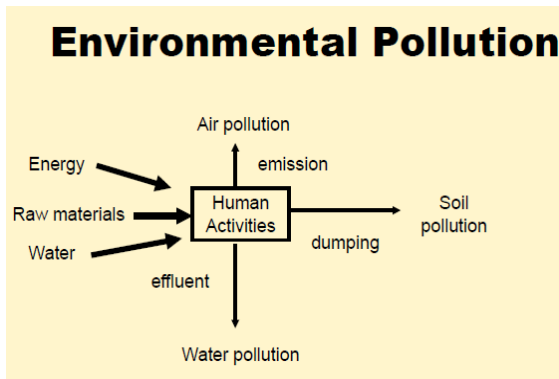 Environmental Pollution
Air pollution
Energy
emission
Raw materials
Human
Activities
Soil
pollution
Water
dumping
effluent
Water pollution